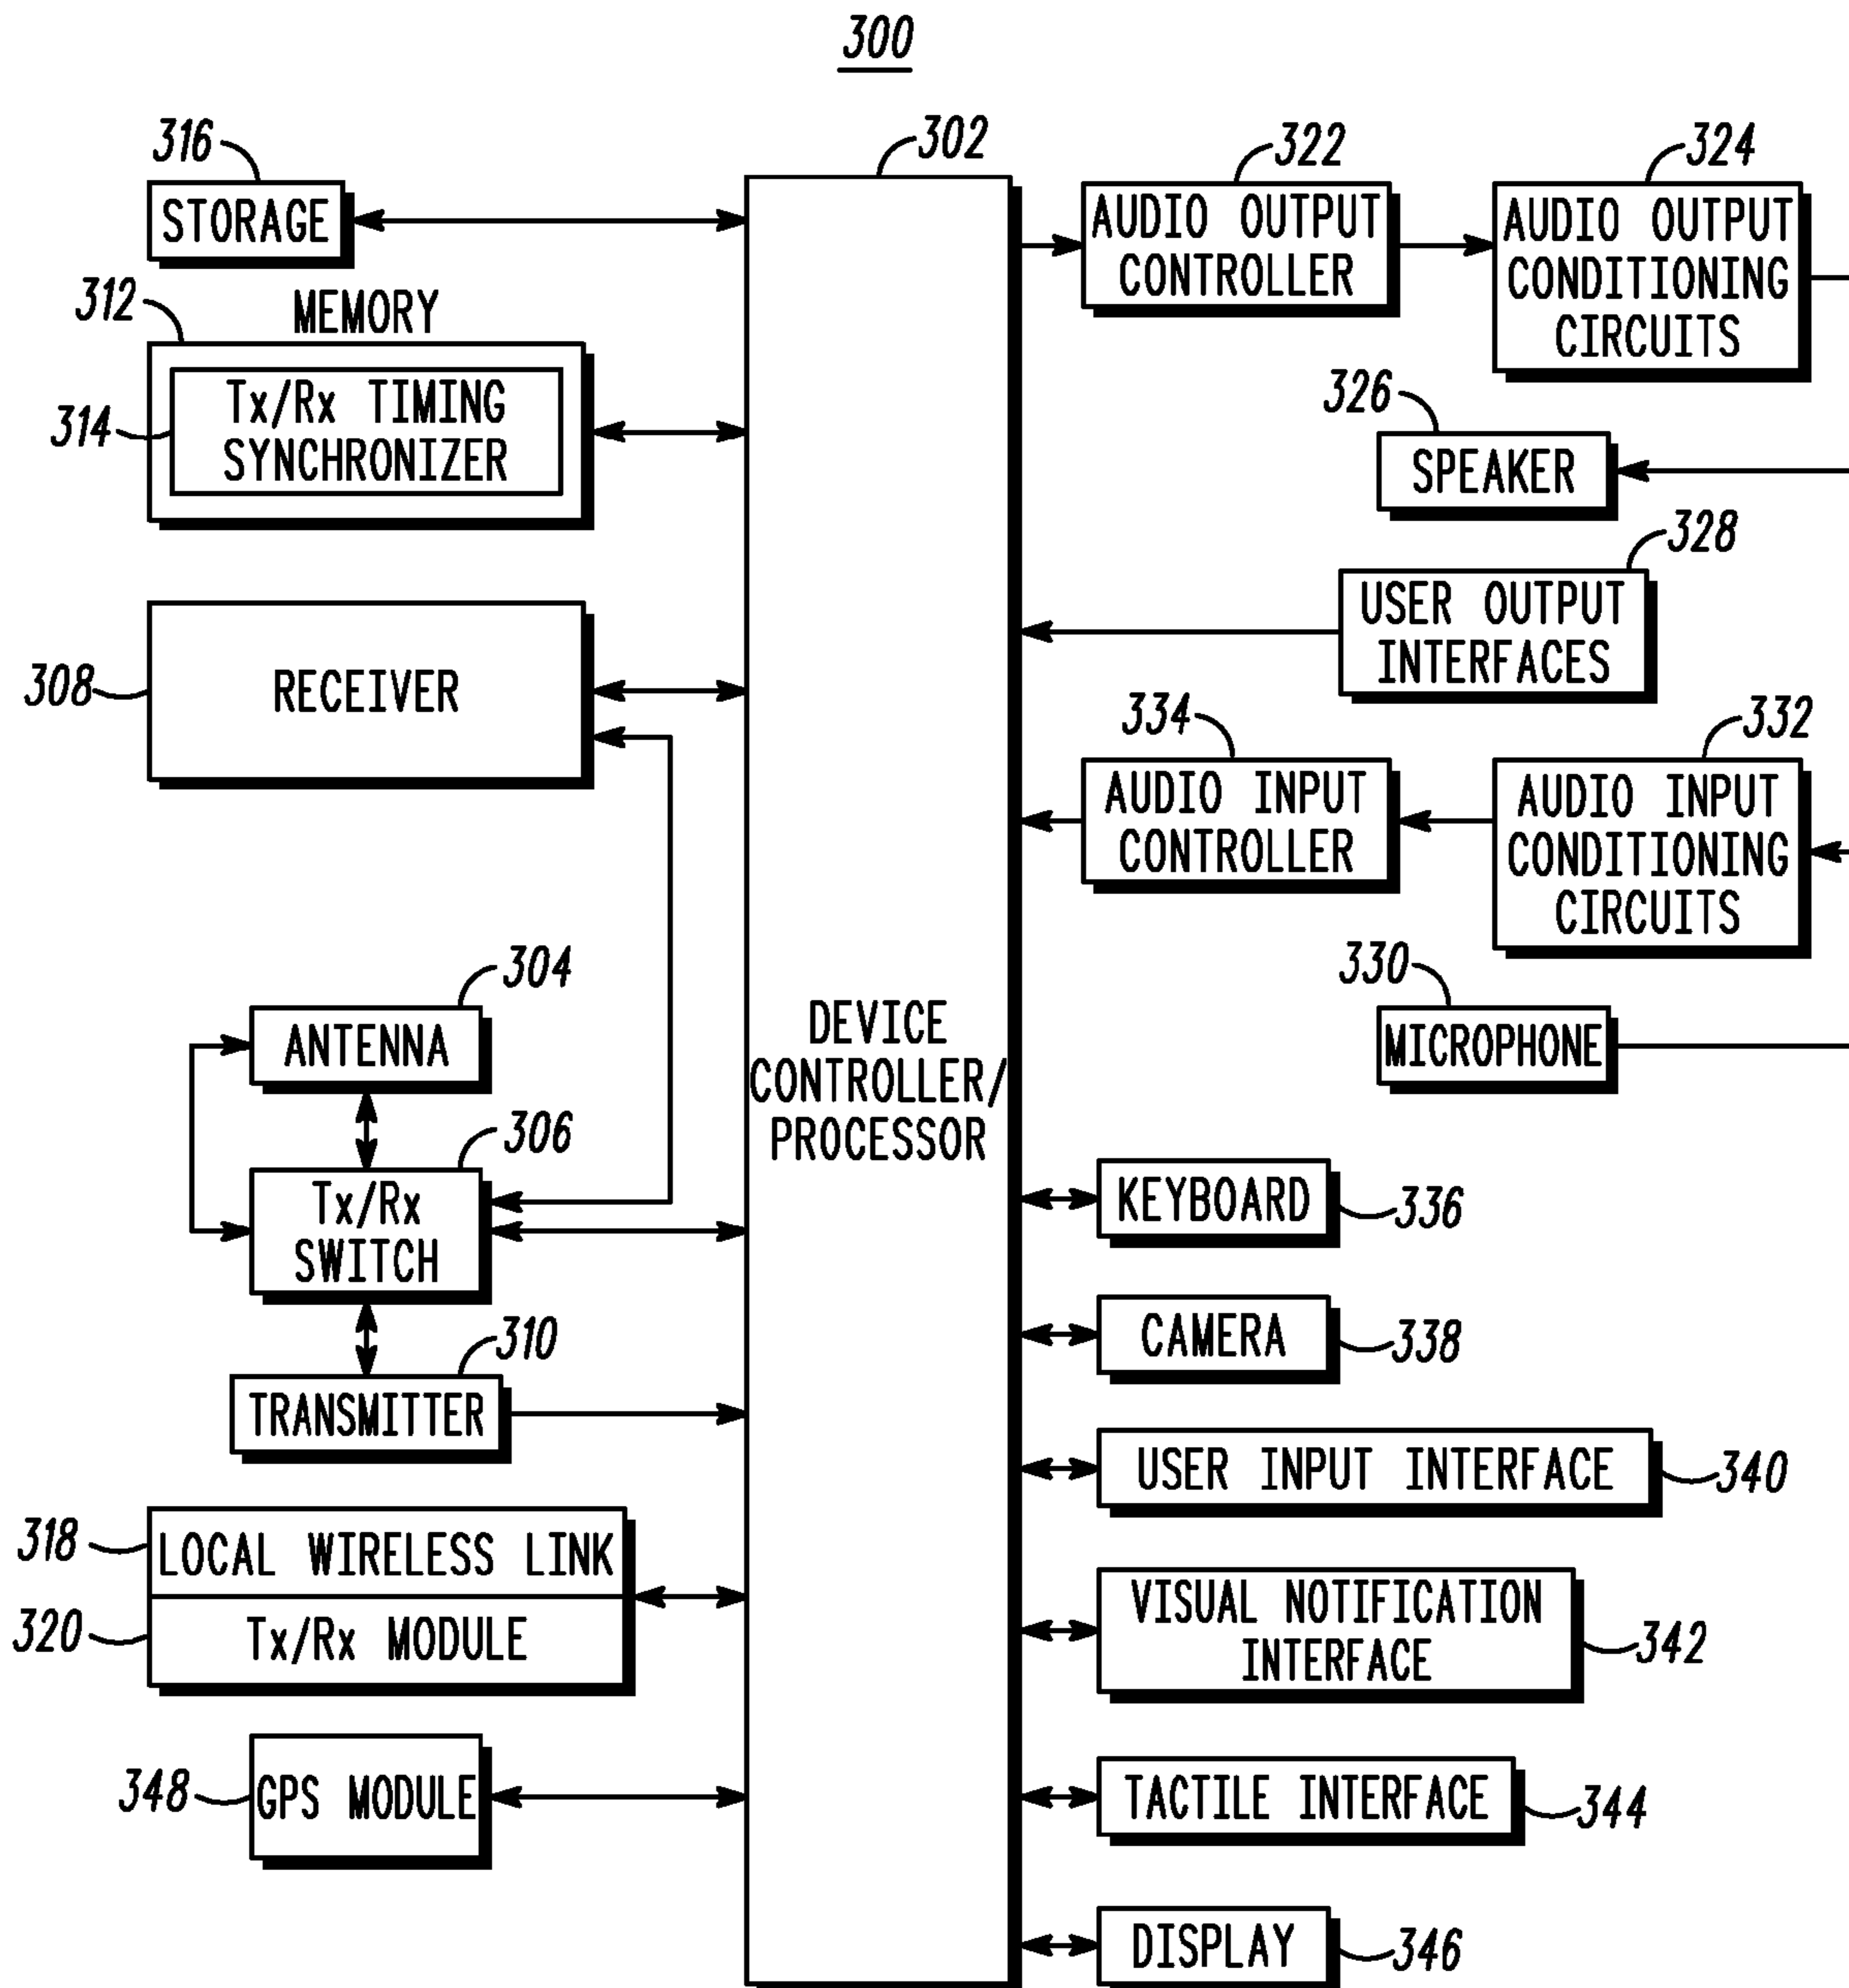 300
316
302
322
324
STORAGE
AUDIO OUTPUT
CONTROLLER
AUDIO OUTPUT
CONDITIONING
CIRCUITS
312
MEMORY
Tx/Rx TIMING
SYNCHRONIZER
314
326
SPEAKER
328
USER OUTPUT
INTERFACES
308
RECEIVER
334
332
AUDIO INPUT
CONTROLLER
AUDIO INPUT
CONDITIONING
CIRCUITS
304
330
ANTENNA
DEVICE
CONTROLLER/
PROCESSOR
MICROPHONE
306
Tx/Rx
SWITCH
KEYBOARD
336
310
CAMERA
338
TRANSMITTER
USER INPUT INTERFACE
340
318
LOCAL WIRELESS LINK
320
Tx/Rx MODULE
VISUAL NOTIFICATION
INTERFACE
342
348
GPS MODULE
TACTILE INTERFACE
344
DISPLAY
346